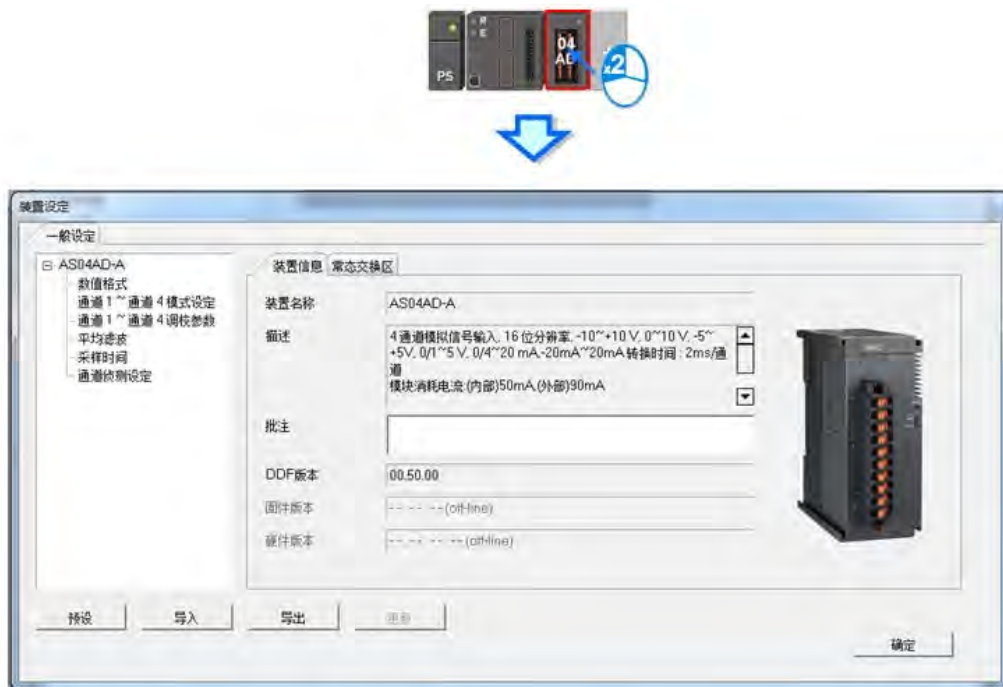 R
E
PS
04
AD
x2
装置设定
一般设定
AS04AD-A
数值格式
通道1~通道4模式设定
通道1~通道4调校参数
平均滤波
采样时间
通道侦测设定
装置信息 常态交换区
装置名称 AS04AD-A
描述 4通道模拟信号输入, 16位分辨率, -10~+10 V, 0~10 V, -5~
+5V, 0/1~5 V, 0/4~20 mA,-20mA~20mA 转换时间 : 2ms/通
道
模块消耗电流:(内部)50mA,(外部)90mA
批注
DDF版本 00.50.00
固件版本 -- -- --(off-line)
硬件版本 -- -- -- --(off-line)
预设 导入 导出
确定